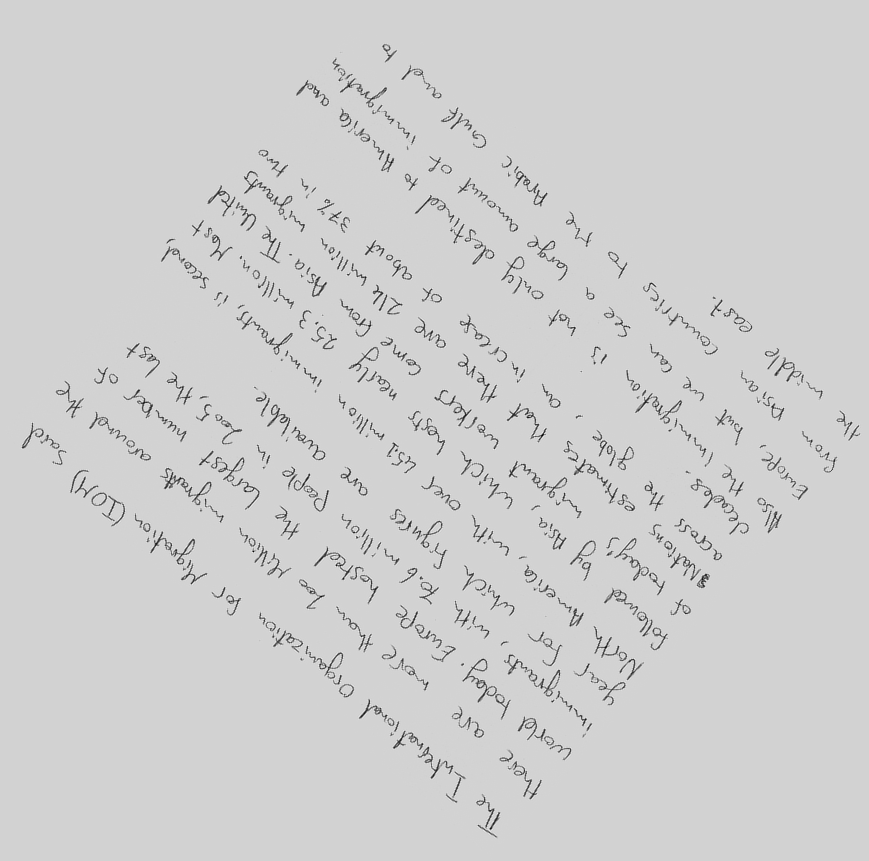 The International Organization for Migration (IOM) said
there are more than 200 Million migrants around the
world today. Europe hosted the largest number of
immigrants, with 70.6 million People in 2005, the last
year for which figures are available.
North America, with over 45.1 million immigrants, is second,
followed by Asia, which hosts nearly 25.3 million. Most
of today's migrant workers come from Asia. The United
Nations estimates that there are 214 million migrants
across the globe, an increase of about 37% in two
decades.
Also the Immigration is not only destined to America and
Europe, but we can see a large amount of immigration
from Asian countries to the Arabic Gulf and to
the middle east.